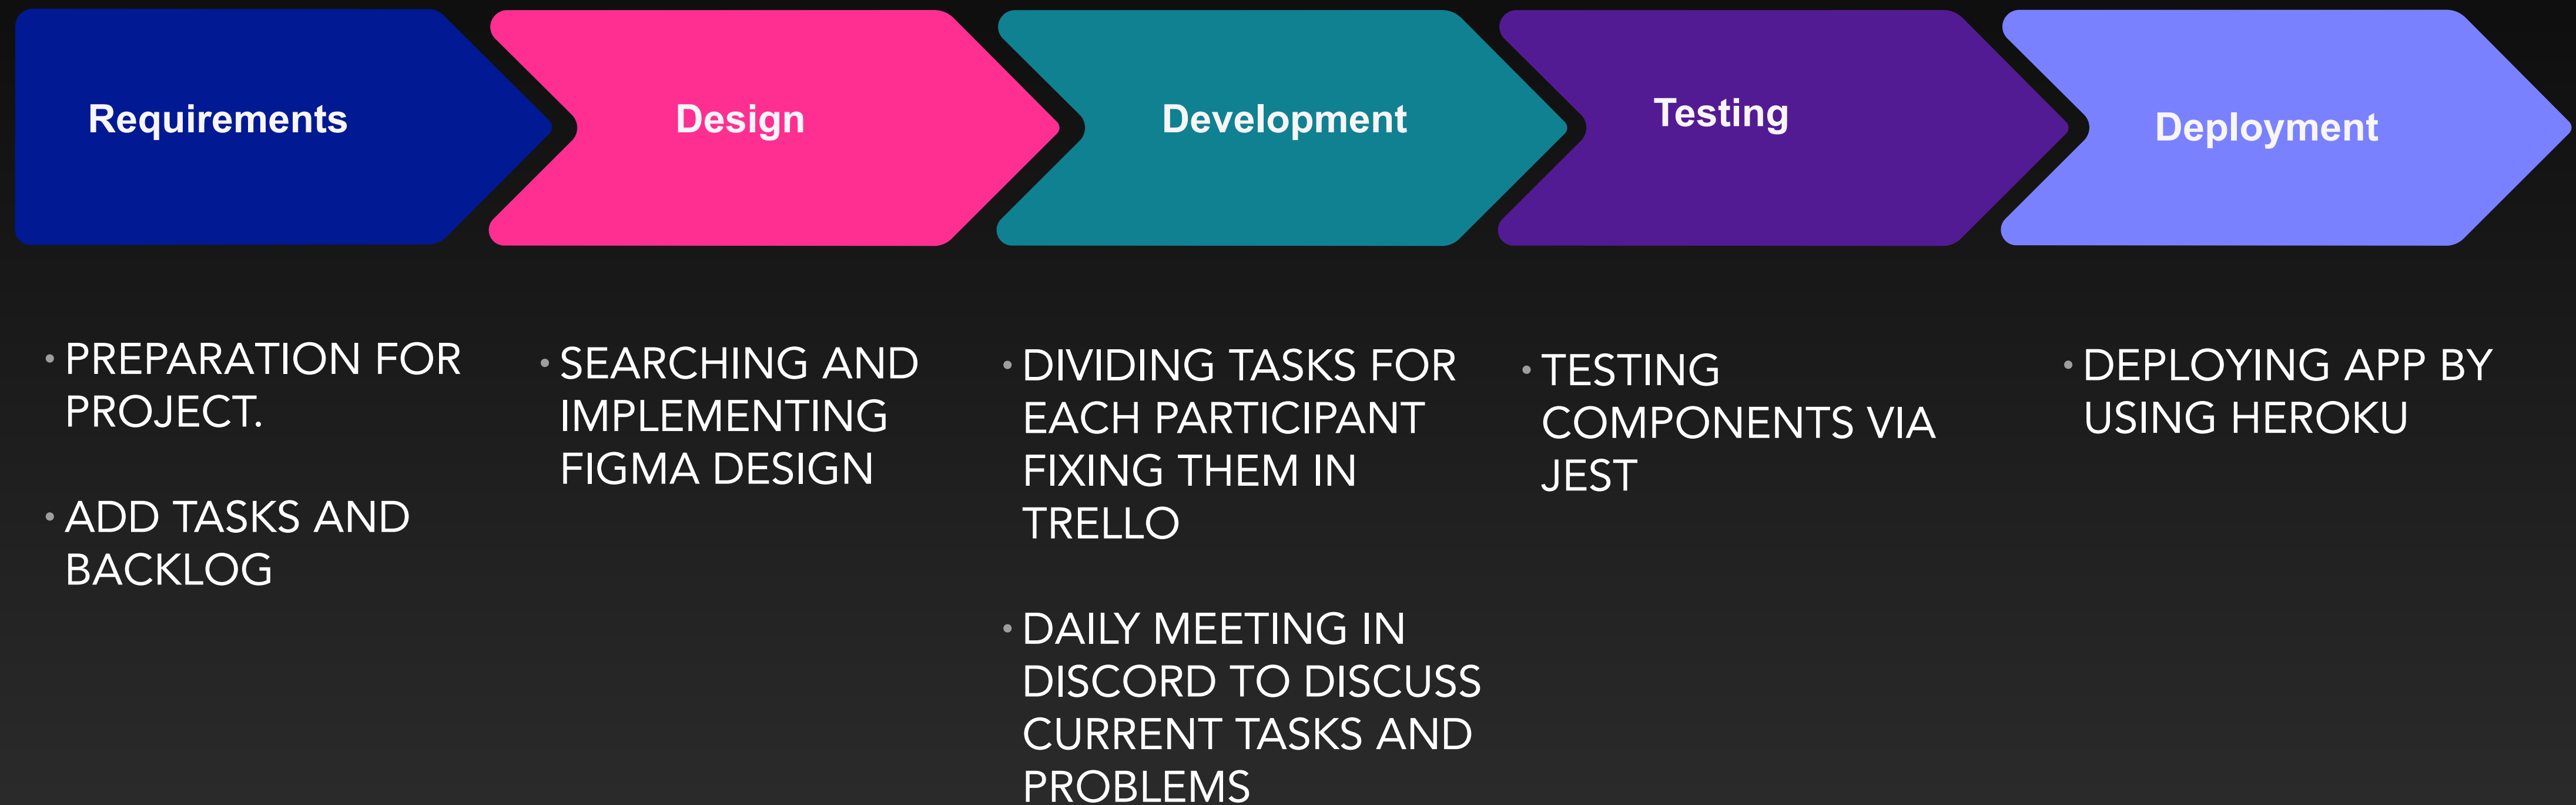 Requirements
Design
Development
Testing
Deployment
• PREPARATION FOR
PROJECT.
• ADD TASKS AND
BACKLOG
• SEARCHING AND
IMPLEMENTING
FIGMA DESIGN
• DIVIDING TASKS FOR
EACH PARTICIPANT
FIXING THEM IN
TRELLO
• DAILY MEETING IN
DISCORD TO DISCUSS
CURRENT TASKS AND
PROBLEMS
• TESTING
COMPONENTS VIA
JEST
• DEPLOYING APP BY
USING HEROKU